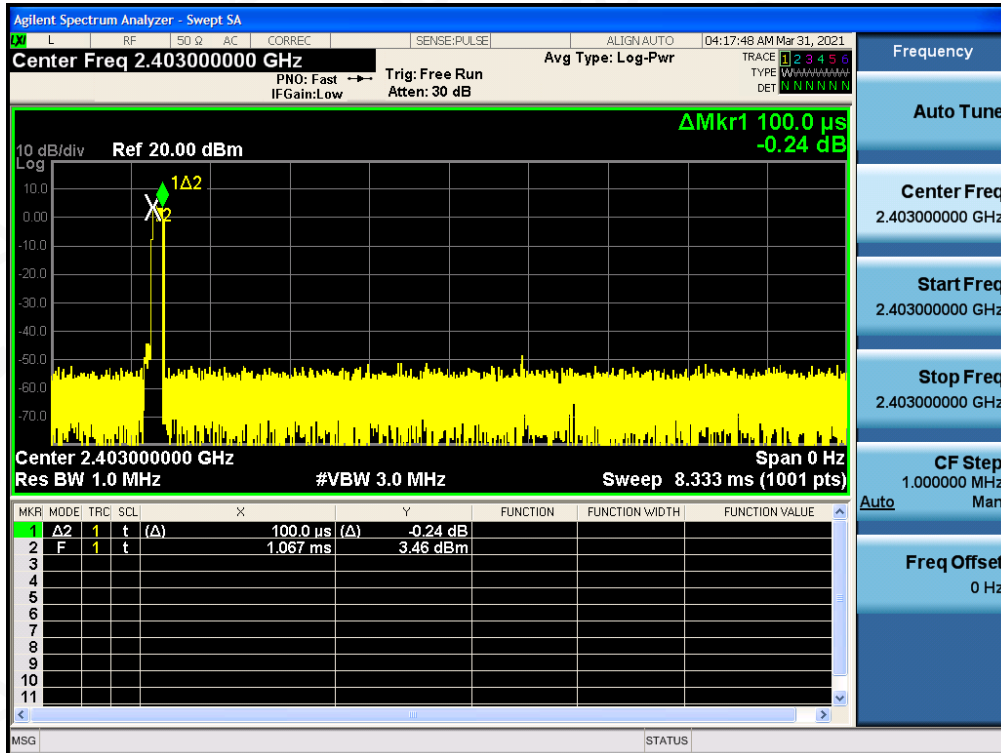 Agilent Spectrum Analyzer - Swept SA
LXI L RF 50 Ω AC CORREC SENSE:PULSE ALIGN AUTO 04:17:48 AM Mar 31, 2021
Center Freq 2.403000000 GHz
PNO: Fast
IFGain:Low
Trig: Free Run
Atten: 30 dB
Avg Type: Log-Pwr
TRACE 1 2 3 4 5 6
TYPE W
DET N N N N N N
ΔMkr1 100.0 µs
-0.24 dB
10 dB/div Ref 20.00 dBm
Log
10.0
0.00
-10.0
-20.0
-30.0
-40.0
-50.0
-60.0
-70.0
1Δ2
X2
Center 2.403000000 GHz Span 0 Hz
Res BW 1.0 MHz #VBW 3.0 MHz Sweep 8.333 ms (1001 pts)
MKR MODE TRC SCL X Y FUNCTION FUNCTION WIDTH FUNCTION VALUE
1 Δ2 1 t (Δ) 100.0 µs (Δ) -0.24 dB
2 F 1 t 1.067 ms 3.46 dBm
3
4
5
6
7
8
9
10
11
MSG STATUS
Frequency
Auto Tune
Center Freq
2.403000000 GHz
Start Freq
2.403000000 GHz
Stop Freq
2.403000000 GHz
CF Step
1.000000 MHz
Auto Man
Freq Offset
0 Hz